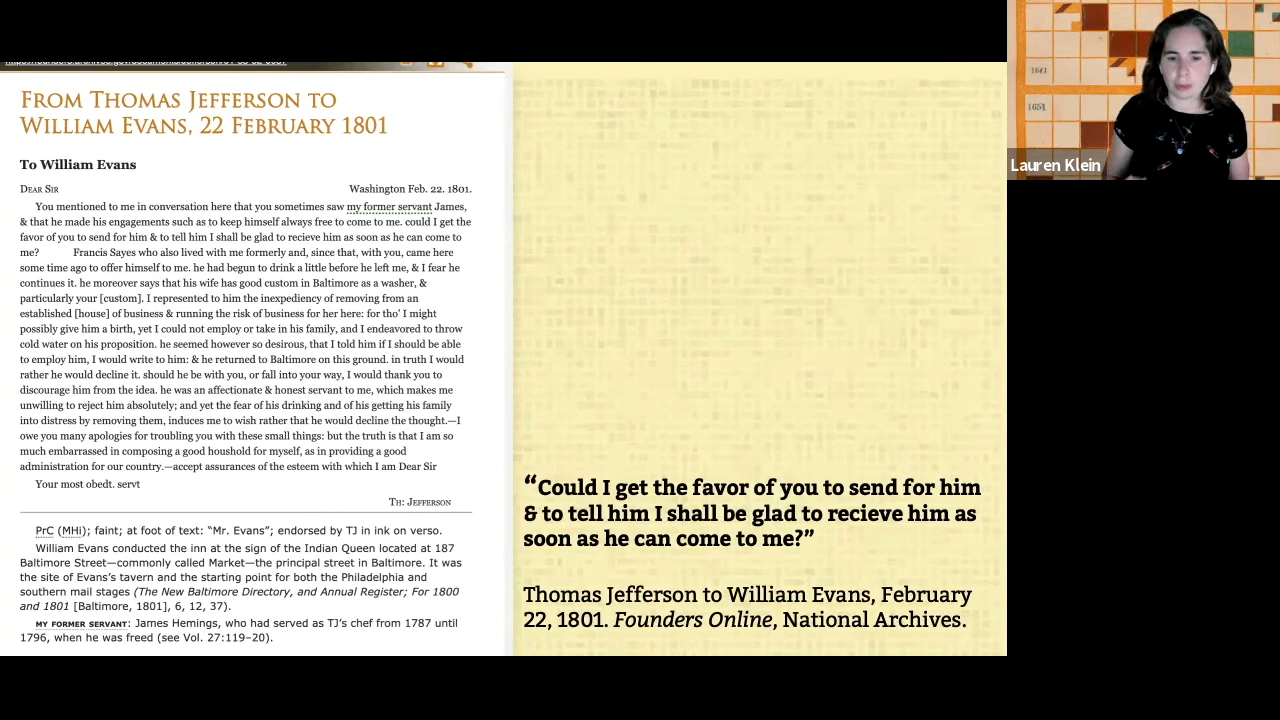 FROM THOMAS JEFFERSON TO
WILLIAM EVANS, 22 FEBRUARY 1801
To William Evans
DEAR SIR Washington Feb. 22. 1801.
You mentioned to me in conversation here that you sometimes saw my former servant James,
& that he made his engagements such as to keep himself always free to come to me. could I get the
favor of you to send for him & to tell him I shall be glad to recieve him as soon as he can come to
me? Francis Sayes who also lived with me formerly and, since that, with you, came here
some time ago to offer himself to me. he had begun to drink a little before he left me, & I fear he
continues it. he moreover says that his wife has good custom in Baltimore as a washer, &
particularly your [custom]. I represented to him the inexpediency of removing from an
established [house] of business & running the risk of business for her here: for tho' I might
possibly give him a birth, yet I could not employ or take in his family, and I endeavored to throw
cold water on his proposition. he seemed however so desirous, that I told him if I should be able
to employ him, I would write to him: & he returned to Baltimore on this ground. in truth I would
rather he would decline it. should he be with you, or fall into your way, I would thank you to
discourage him from the idea. he was an affectionate & honest servant to me, which makes me
unwilling to reject him absolutely; and yet the fear of his drinking and of his getting his family
into distress by removing them, induces me to wish rather that he would decline the thought.—I
owe you many apologies for troubling you with these small things: but the truth is that I am so
much embarrassed in composing a good houshold for myself, as in providing a good
administration for our country.—accept assurances of the esteem with which I am Dear Sir
Your most obedt. servt
TH: JEFFERSON
PrC (MHi); faint; at foot of text: “Mr. Evans”; endorsed by TJ in ink on verso.
William Evans conducted the inn at the sign of the Indian Queen located at 187
Baltimore Street—commonly called Market—the principal street in Baltimore. It was
the site of Evans’s tavern and the starting point for both the Philadelphia and
southern mail stages (The New Baltimore Directory, and Annual Register; For 1800
and 1801 [Baltimore, 1801], 6, 12, 37).
MY FORMER SERVANT: James Hemings, who had served as TJ’s chef from 1787 until
1796, when he was freed (see Vol. 27:119–20).
“Could I get the favor of you to send for him
& to tell him I shall be glad to recieve him as
soon as he can come to me?”
Thomas Jefferson to William Evans, February
22, 1801. Founders Online, National Archives.
1641
1651
Lauren Klein